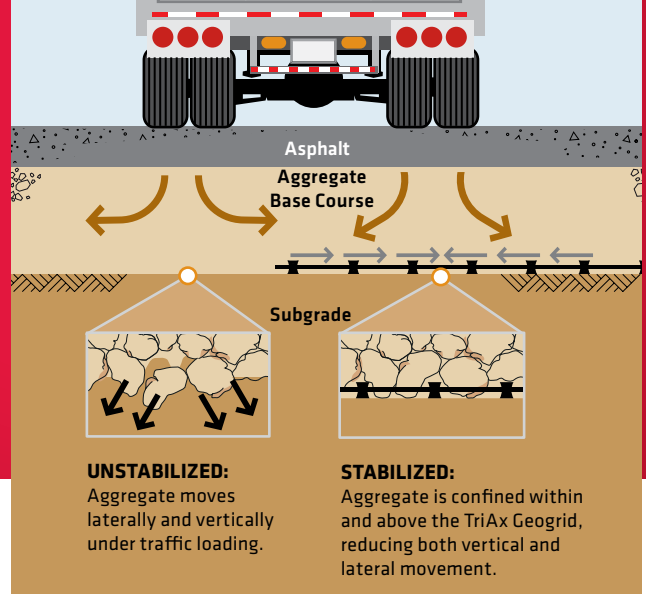 Asphalt
Aggregate
Base Course
Subgrade
UNSTABILIZED:
Aggregate moves
laterally and vertically
under traffic loading.
STABILIZED:
Aggregate is confined within
and above the TriAx Geogrid,
reducing both vertical and
lateral movement.